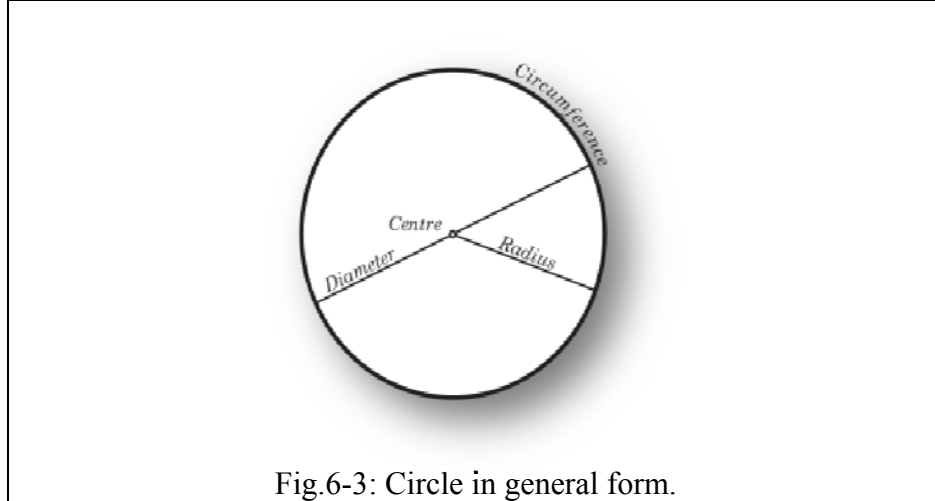 Circumference
Centre
Radius
Diameter
Fig.6-3: Circle in general form.